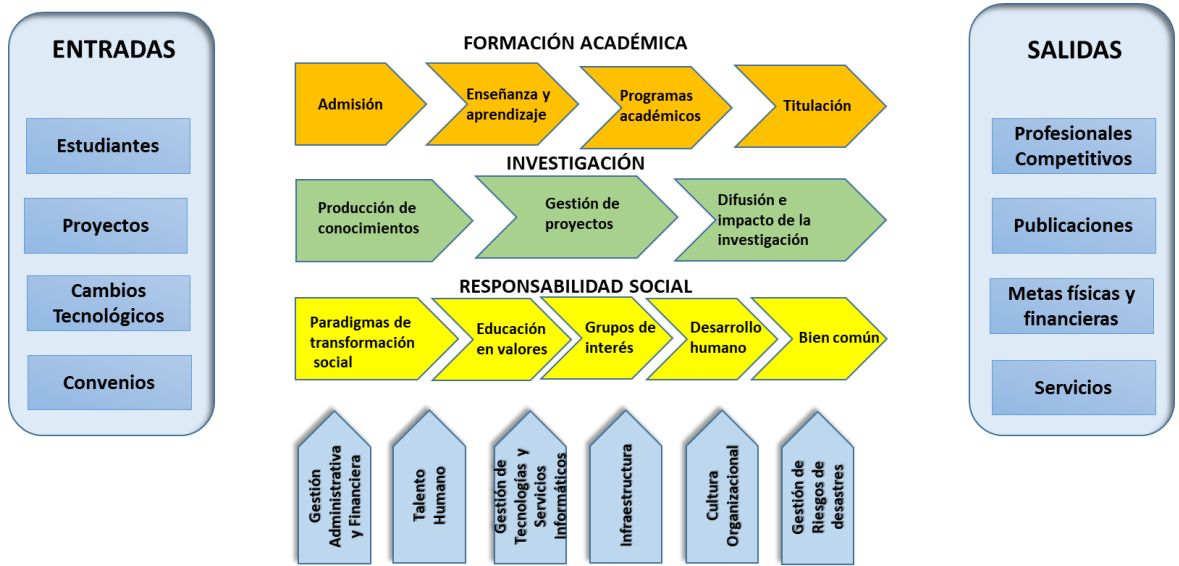 ENTRADAS
Estudiantes
Proyectos
Cambios
Tecnológicos
Convenios
FORMACIÓN ACADÉMICA
Admisión
Enseñanza y
aprendizaje
Programas
académicos
Titulación
INVESTIGACIÓN
Producción de
conocimientos
Gestión de
proyectos
Difusión e
impacto de la
investigación
RESPONSABILIDAD SOCIAL
Paradigmas de
transformación
social
Educación
en valores
Grupos de
interés
Desarrollo
humano
Bien común
Gestión
Administrativa
y Financiera
Talento
Humano
Gestión de
Tecnologías y
Servicios
Informáticos
Infraestructura
Cultura
Organizacional
Gestión de
Riesgos de
desastres
SALIDAS
Profesionales
Competitivos
Publicaciones
Metas físicas y
financieras
Servicios